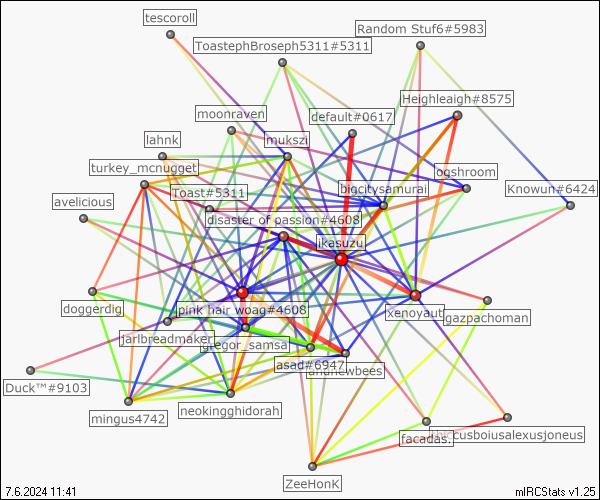 tescoroll
Random Stuf6#5983
ToastephBroseph5311#5311
Heighleaigh#8575
moonraven
default#0617
lahnk
mukszi
turkey_mcnugget
ogshroom
Toast#5311
bigcitysamurai
Knowun#6424
avelicious
disaster of passion#4608
ikasuzu
doggerdig
pink hair woag#4608
xenoyaut
gazpachoman
jarlbreadmaker
gregor_samsa
asad#6947
Duck™#9103
mingus4742
neokingghidorah
facadas.
ZeeHonK
7.6.2024 11:41
mIRCStats v1.25